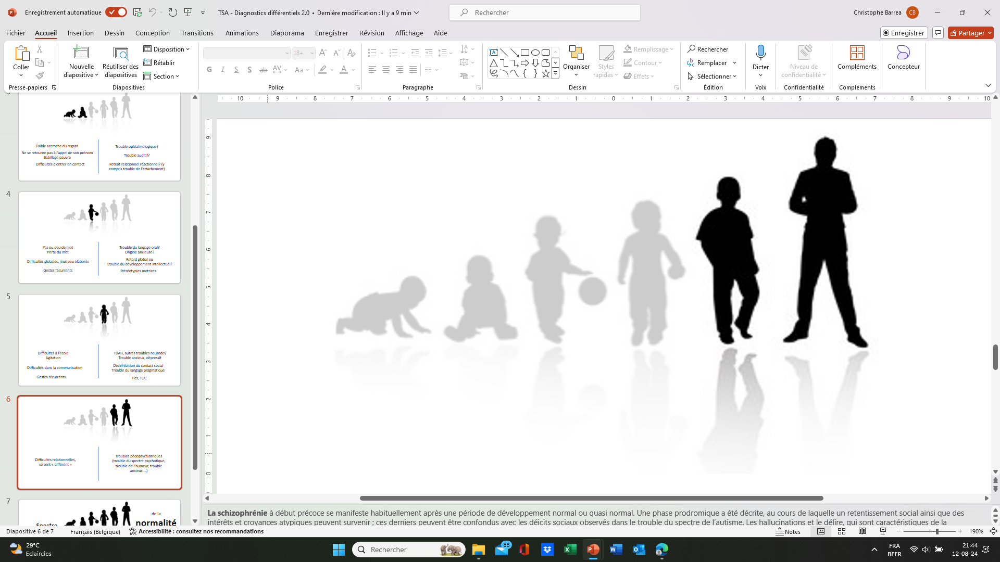 Enregistrement automatique
TSA - Diagnostics différentiels 2.0 • Dernière modification : Il y a 9 min
Rechercher
Christophe Barrea
CB
Fichier
Accueil
Insertion
Dessin
Conception
Transitions
Animations
Diaporama
Enregistrer
Révision
Affichage
Aide
Enregistrer
Partager
Coller
Nouvelle
diapositive
Réutiliser des
diapositives
Disposition
Rétablir
Section
18+
G I S S ab AV Aa A
Organiser
Styles
rapides
Remplissage
Contour
Effets
Rechercher
Remplacer
Sélectionner
Dicter
Niveau de
confidentialité
Compléments
Concepteur
Presse-papiers
Diapositives
Police
Paragraphe
Dessin
Édition
Voix
Confidentialité
Compléments
10 9 8 7 6 5 4 3 2 1 0 1 2 3 4 5 6 7 8 9 10
9
8
7
6
5
4
3
2
1
0
3
Faible accroche du regard
Ne se retourne pas à l'appel de son prénom
Babillage pauvre
Difficultés d'entrer en contact
Trouble ophtalmologique?
Trouble auditif?
Retrait relationnel réactionnel? (y
compris trouble de l'attachement)
4
Pas ou peu de mot
Perte du mot
Difficultés globales, jeux peu élaborés
Gestes récurrents
Trouble du langage oral?
Origine anxieuse?
Retard global ou
Trouble du développement intellectuel?
Stéréotypies motrices
5
Difficultés à l'école
Agitation
Difficultés dans la communication
Gestes récurrents
TDAH, autres troubles neurodev
Trouble anxieux, dépressif
Désinhibition du contact social
Trouble du langage pragmatique
Tics, TOC
6
Difficultés relationnelles,
se sent « différent »
Troubles pédopsychiatriques
(trouble du spectre psychotique,
trouble de l'humeur, trouble
anxieux …)
7
Spectre
de la
normalité
La schizophrénie à début précoce se manifeste habituellement après une période de développement normal ou quasi normal. Une phase prodromique a été décrite, au cours de laquelle un retentissement social ainsi que des
intérêts et croyances atypiques peuvent survenir ; ces derniers peuvent être confondus avec les déicits sociaux observés dans le trouble du spectre de l'autisme. Les hallucinations et le délire, qui sont caractéristiques de la
Diapositive 6 de 7
Français (Belgique)
Accessibilité : consultez nos recommandations
Notes
190%
29°C
Eclaircies
Rechercher
88
FRA
BEFR
21:44
12-08-24